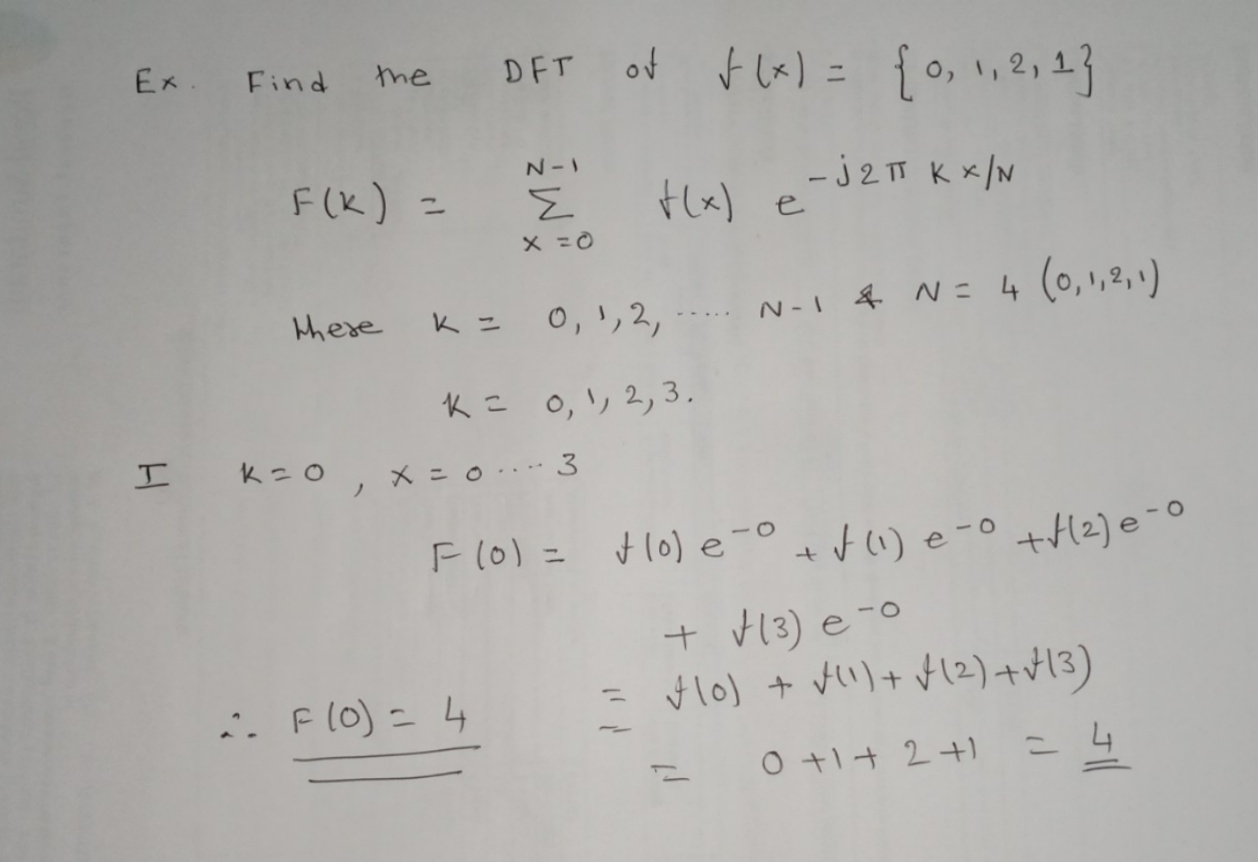 Ex. Find the DFT of f(x) = {0, 1, 2, 1}
F(k) = N-1 Σ x=0 f(x) e^-j2π kx/N
where k = 0, 1, 2, ..... N-1 & N = 4 (0,1,2,1)
k = 0, 1, 2, 3.
I k=0, x = 0 .... 3
F(0) = f(0) e^-0 + f(1) e^-0 + f(2) e^-0
+ f(3) e^-0
= f(0) + f(1) + f(2) + f(3)
∴ F(0) = 4
= 0 + 1 + 2 + 1 = 4